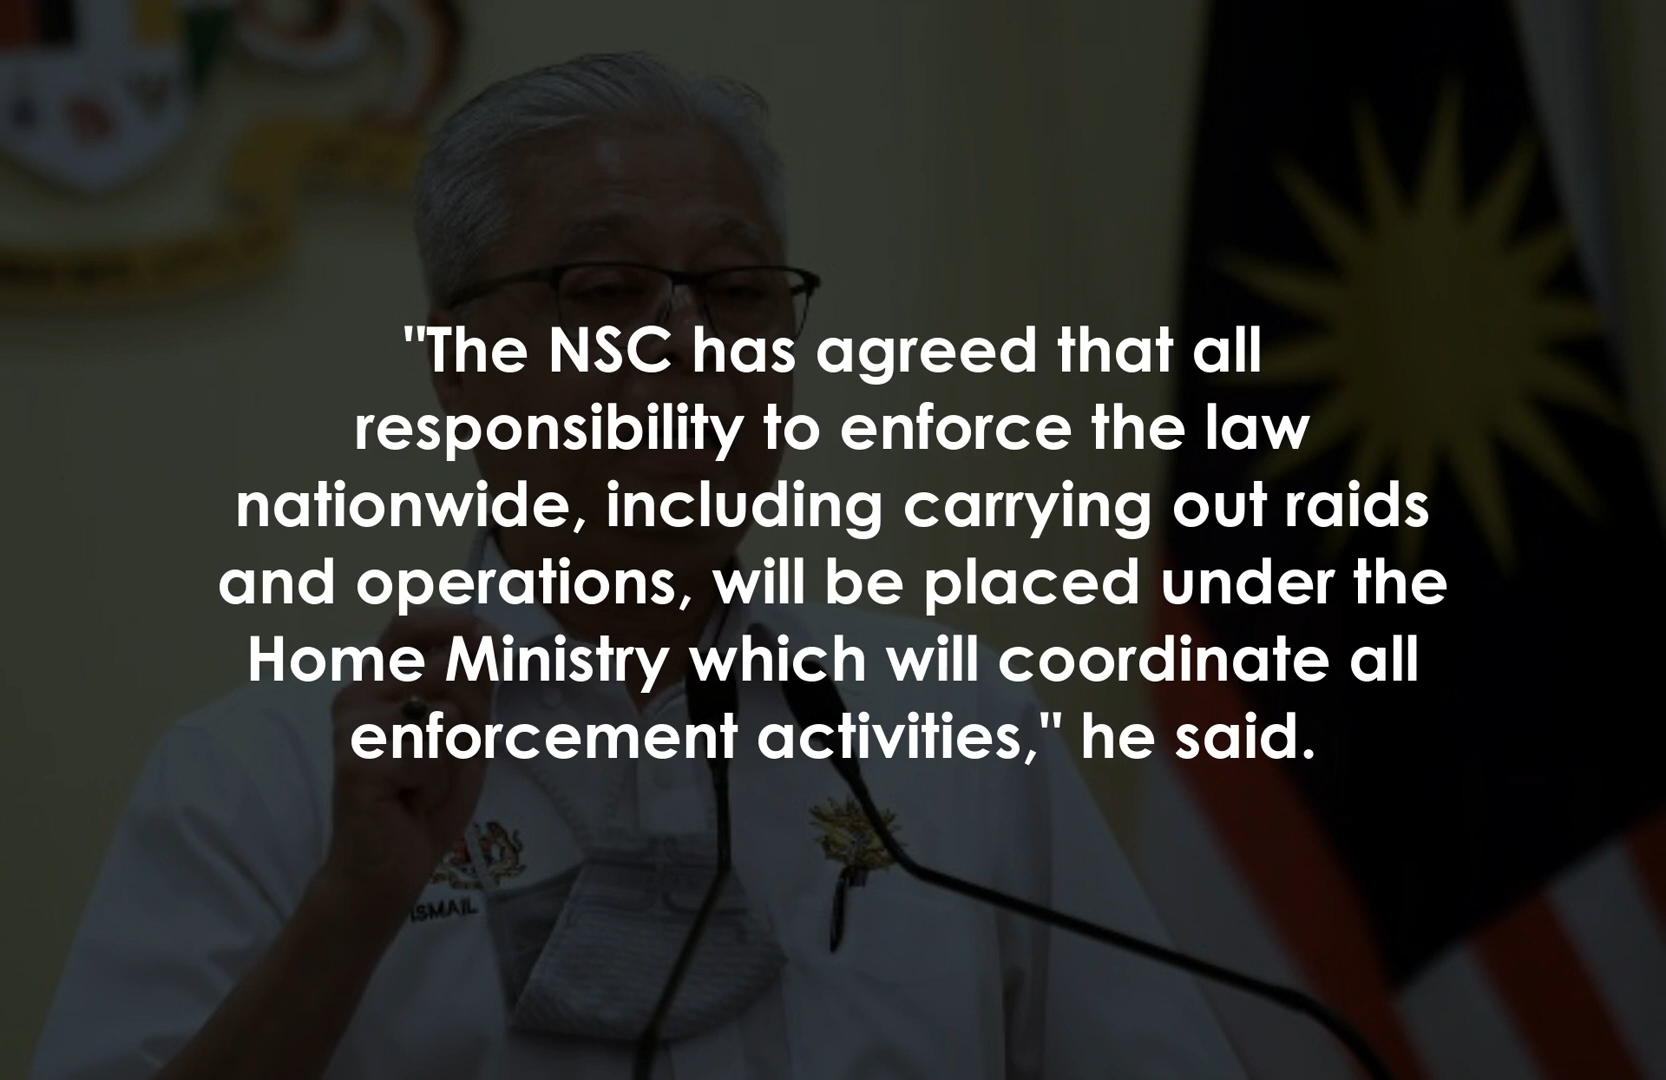 "The NSC has agreed that all
responsibility to enforce the law
nationwide, including carrying out raids
and operations, will be placed under the
Home Ministry which will coordinate all
enforcement activities," he said.
ISMAIL